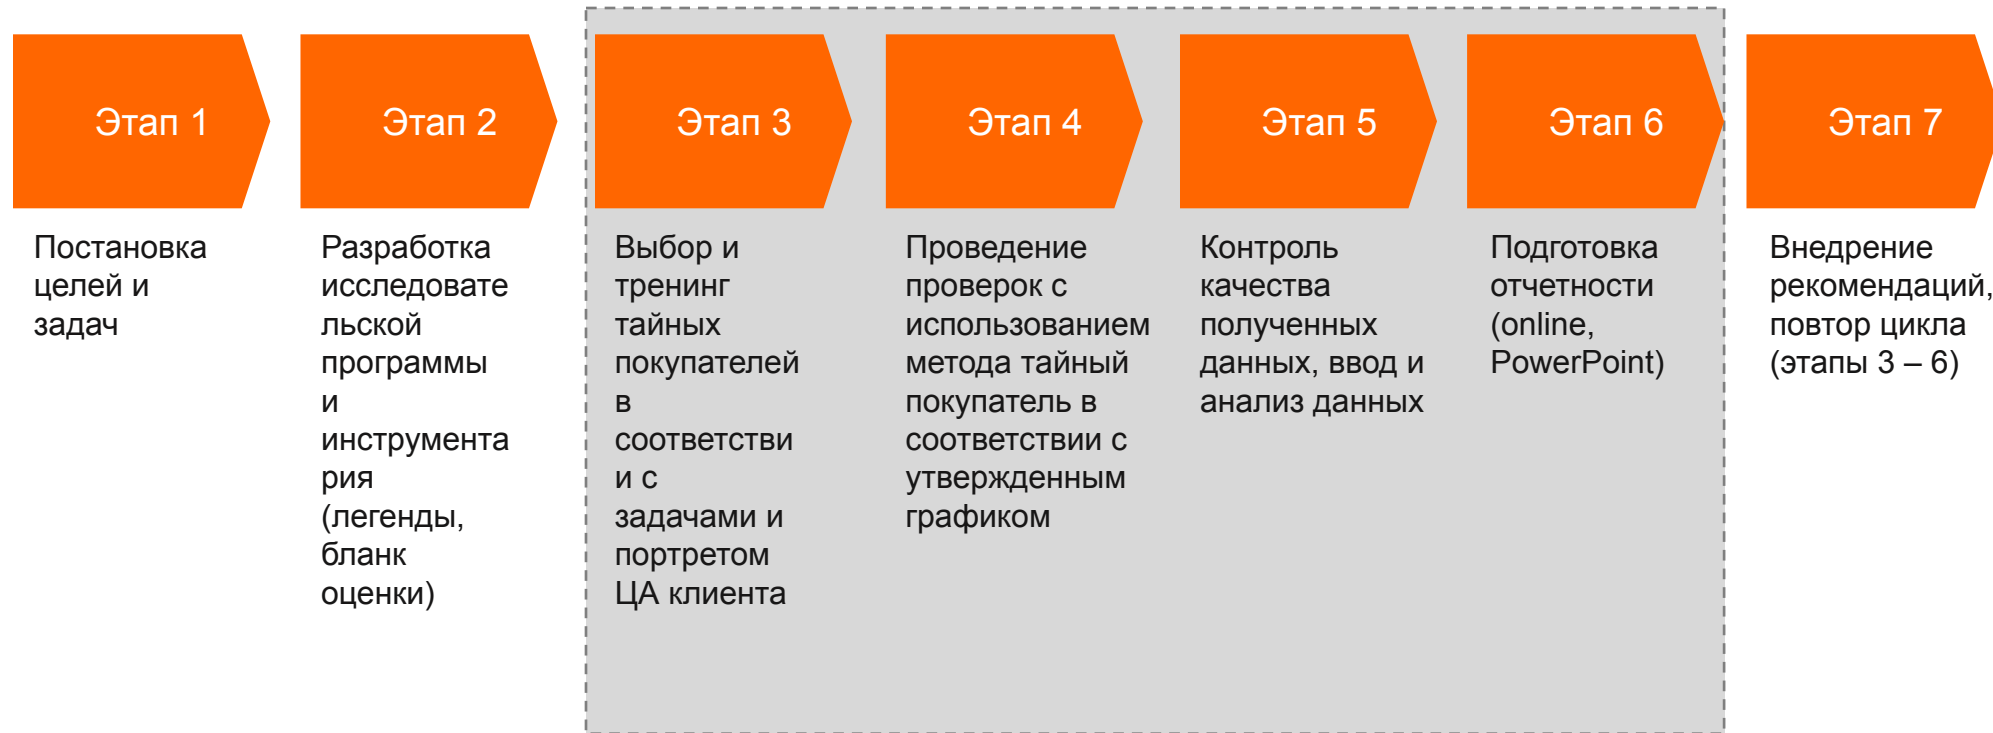 Этап 1
Этап 2
Этап 3
Этап 4
Этап 5
Этап 6
Этап 7
Постановка
целей и
задач
Разработка
исследовате
льской
программы
и
инструмента
рия
(легенды,
бланк
оценки)
Выбор и
тренинг
тайных
покупателей
в
соответстви
и с
задачами и
портретом
ЦА клиента
Проведение
проверок с
использованием
метода тайный
покупатель в
соответствии с
утвержденным
графиком
Контроль
качества
полученных
данных, ввод и
анализ данных
Подготовка
отчетности
(online,
PowerPoint)
Внедрение
рекомендаций,
повтор цикла
(этапы 3 – 6)